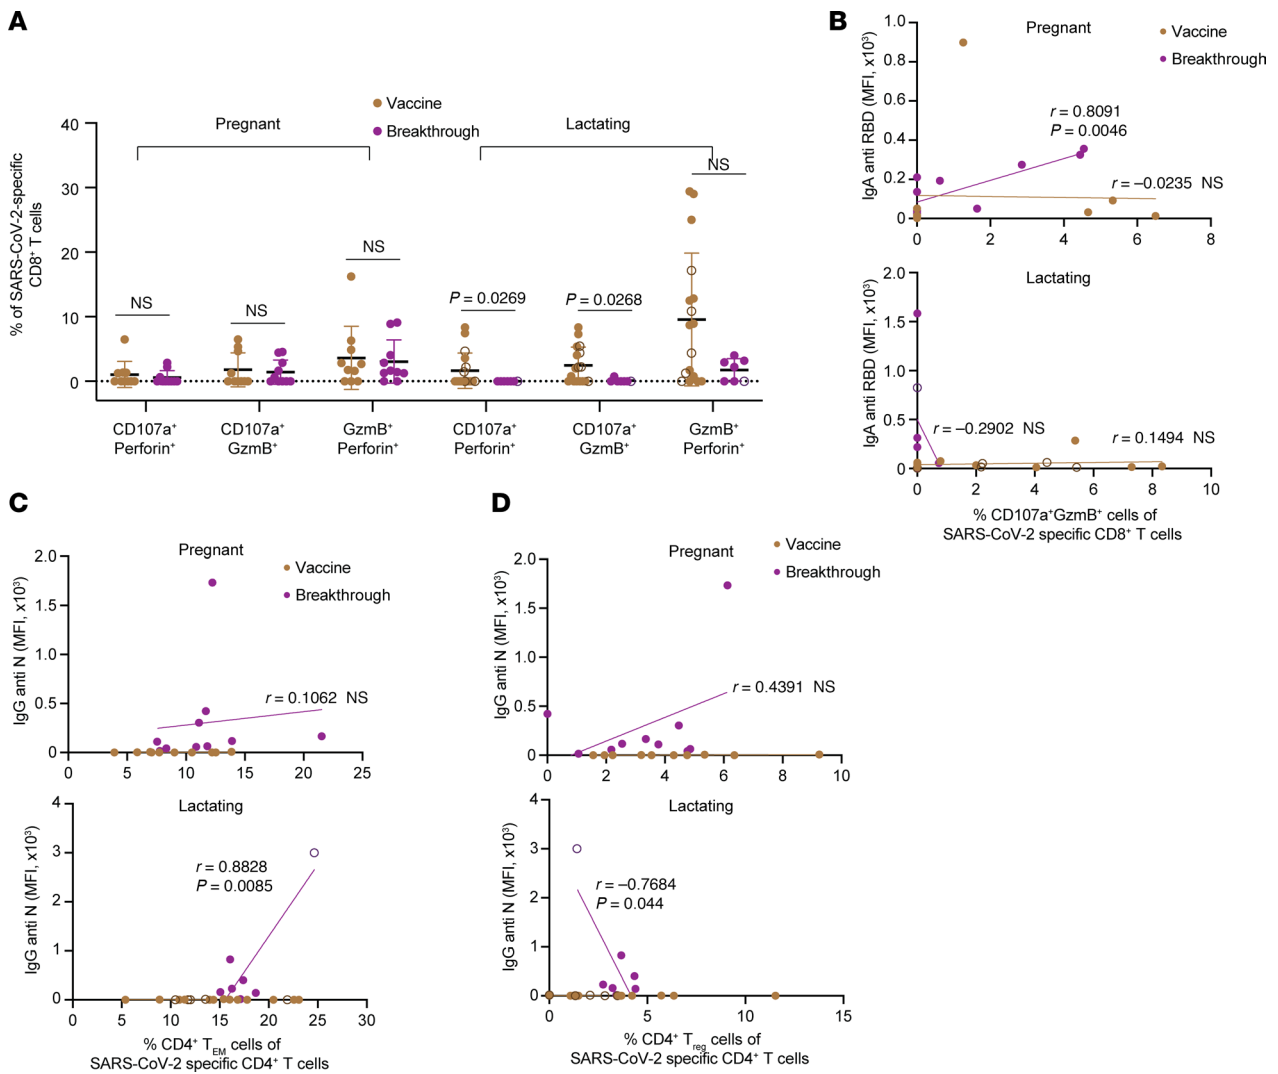 A
Vaccine
Breakthrough
Pregnant
Lactating
% of SARS-CoV-2-specific
CD8⁺ T cells
40
30
20
10
0
NS
NS
NS
P = 0.0269
P = 0.0268
NS
CD107a⁺
Perforin⁺
CD107a⁺
GzmB⁺
GzmB⁺
Perforin⁺
CD107a⁺
Perforin⁺
CD107a⁺
GzmB⁺
GzmB⁺
Perforin⁺
B
Pregnant
Vaccine
Breakthrough
IgA anti RBD (MFI, x10³)
1.0
0.8
0.6
0.4
0.2
0
r = 0.8091
P = 0.0046
r = –0.0235 NS
0 2 4 6 8
Lactating
IgA anti RBD (MFI, x10³)
2.0
1.5
1.0
0.5
0
r = –0.2902 NS
r = 0.1494 NS
0 2 4 6 8 10
% CD107a⁺GzmB⁺ cells of
SARS-CoV-2 specific CD8⁺ T cells
C
Pregnant
Vaccine
Breakthrough
IgG anti N (MFI, x10³)
2.0
1.5
1.0
0.5
0
r = 0.1062 NS
0 5 10 15 20 25
Lactating
IgG anti N (MFI, x10³)
4
3
2
1
0
r = 0.8828
P = 0.0085
0 5 10 15 20 25 30
% CD4⁺ TEM cells of
SARS-CoV-2 specific CD4⁺ T cells
D
Pregnant
Vaccine
Breakthrough
IgG anti N (MFI, x10³)
2.0
1.5
1.0
0.5
0
r = 0.4391 NS
0 2 4 6 8 10
Lactating
IgG anti N (MFI, x10³)
4
3
2
1
0
r = –0.7684
P = 0.044
0 5 10 15
% CD4⁺ Treg cells of
SARS-CoV-2 specific CD4⁺ T cells